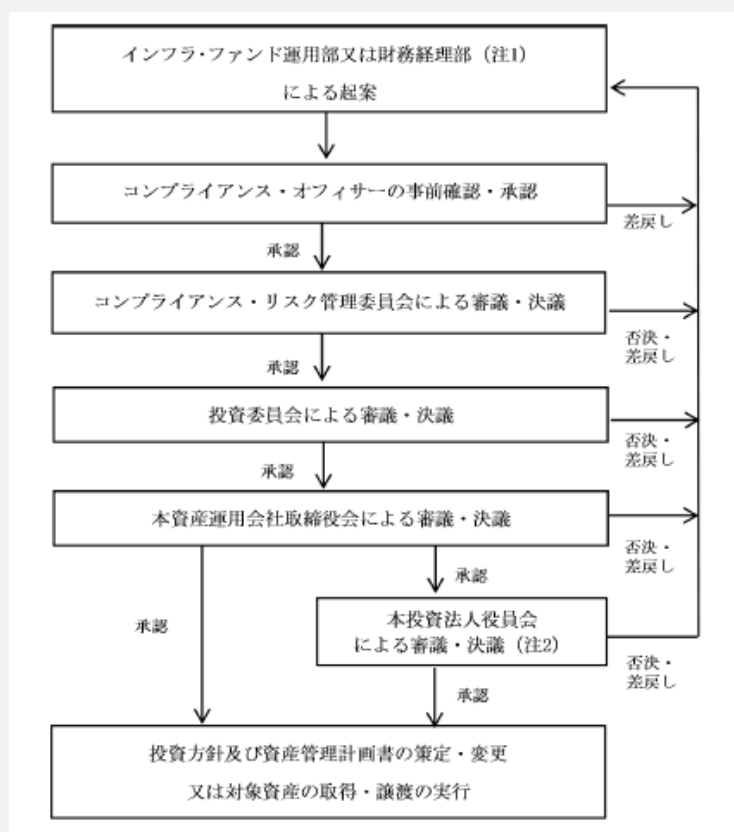 インフラ・ファンド運用部又は財務経理部（注1）
による起案
コンプライアンス・オフィサーの事前確認・承認
差戻し
承認
コンプライアンス・リスク管理委員会による審議・決議
否決・
差戻し
承認
投資委員会による審議・決議
否決・
差戻し
承認
本資産運用会社取締役会による審議・決議
否決・
差戻し
承認
承認
本投資法人役員会
による審議・決議（注2）
否決・
差戻し
承認
投資方針及び資産管理計画書の策定・変更
又は対象資産の取得・譲渡の実行